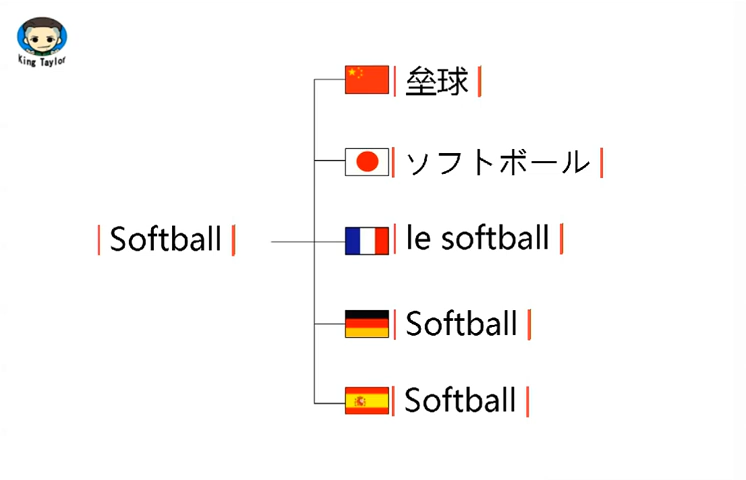 King Taylor
垒球
ソフトボール
Softball
le softball
Softball
Softball